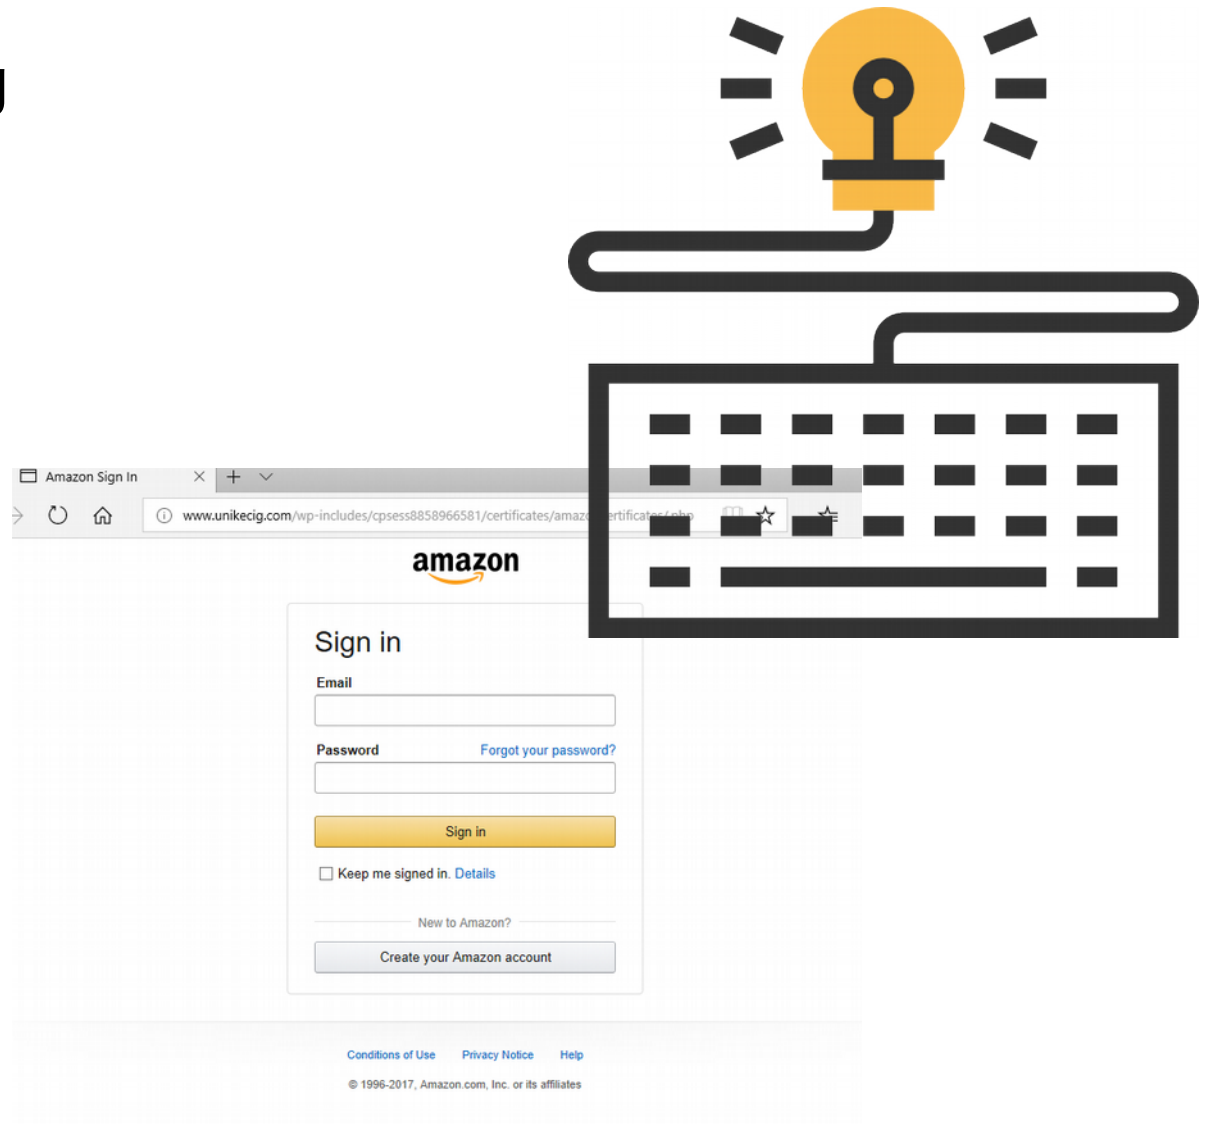 g
Amazon Sign In
www.unikecig.com/wp-includes/cpsess8858966581/certificates/amazo
amazon
Sign in
Email
Password Forgot your password?
Sign in
Keep me signed in. Details
New to Amazon?
Create your Amazon account
Conditions of Use Privacy Notice Help
© 1996-2017, Amazon.com, Inc. or its affiliates